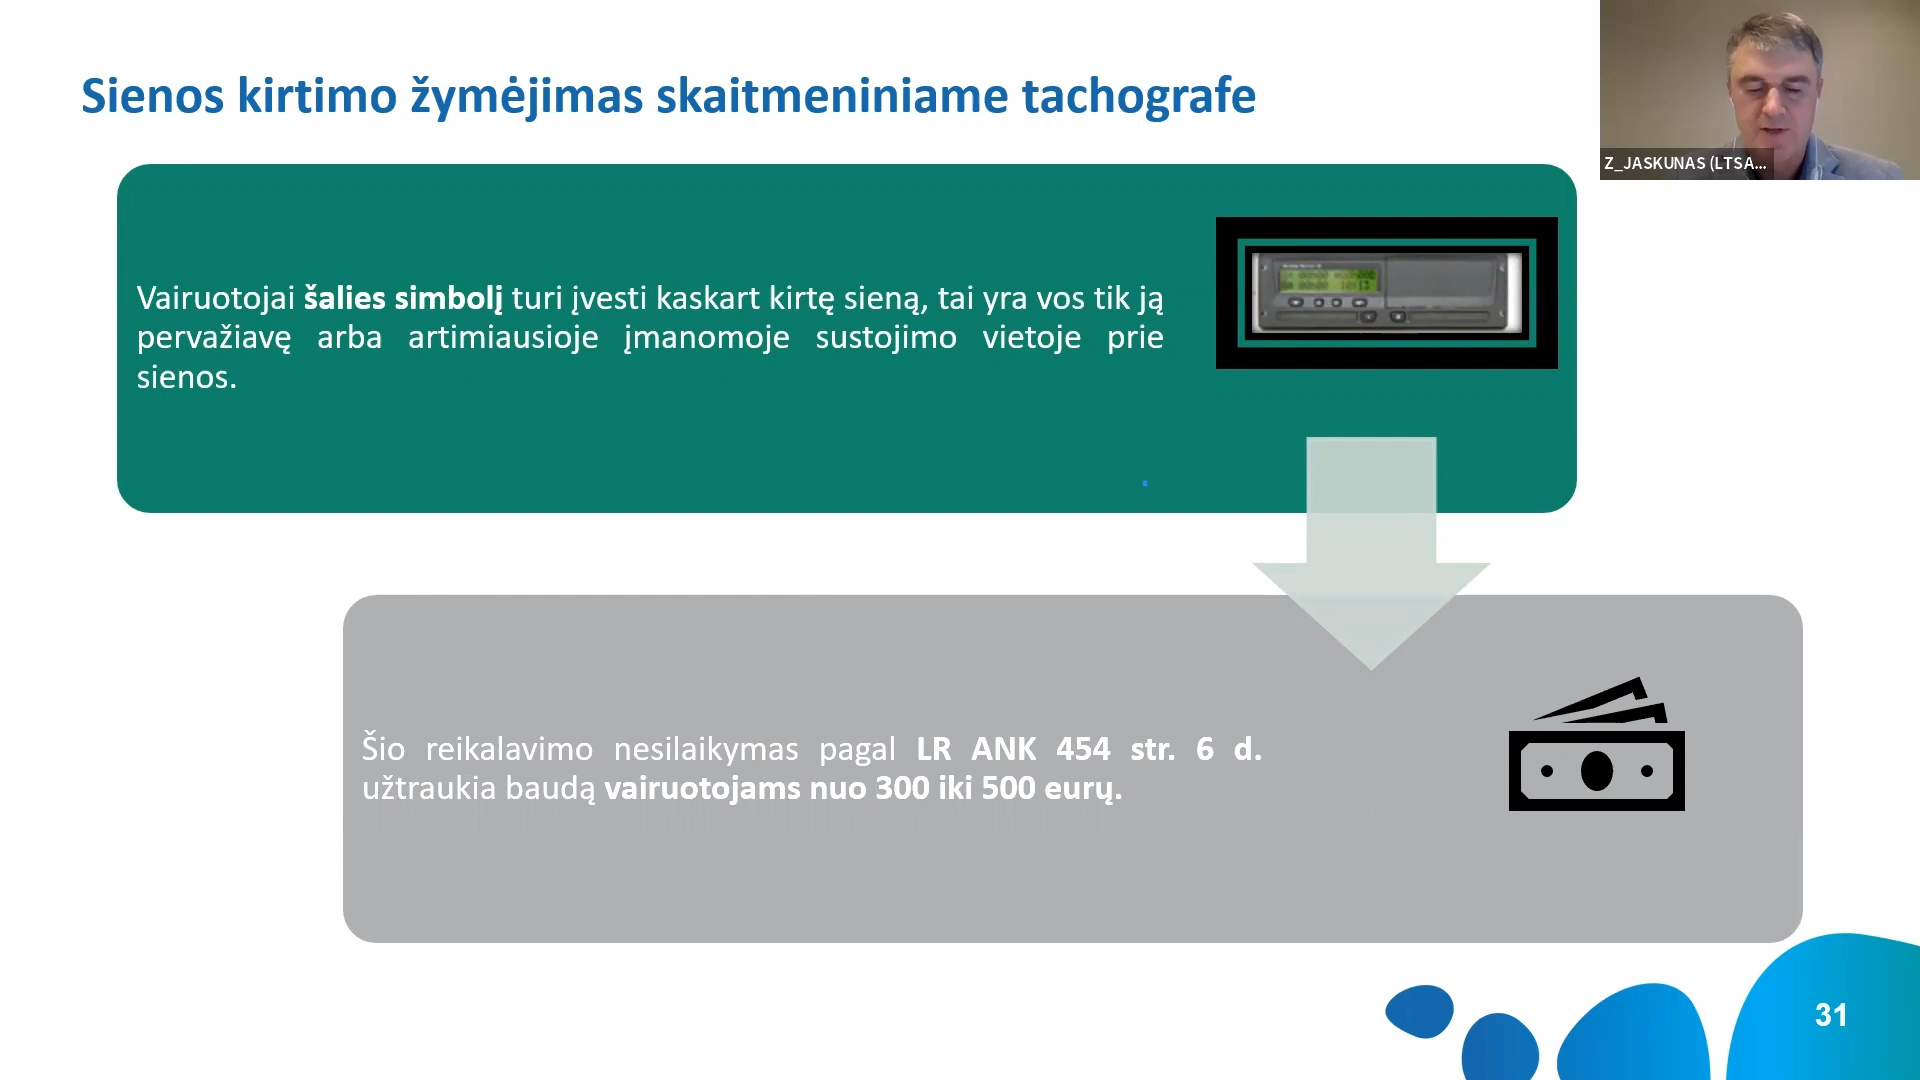 Sienos kirtimo žymėjimas skaitmeniniame tachografe
Z_JASKUNAS (LTSA...
Vairuotojai šalies simbolį turi įvesti kaskart kirtę sieną, tai yra vos tik ją
pervažiavę arba artimiausioje įmanomoje sustojimo vietoje prie
sienos.
Šio reikalavimo nesilaikymas pagal LR ANK 454 str. 6 d.
užtraukia baudą vairuotojams nuo 300 iki 500 eurų.
31